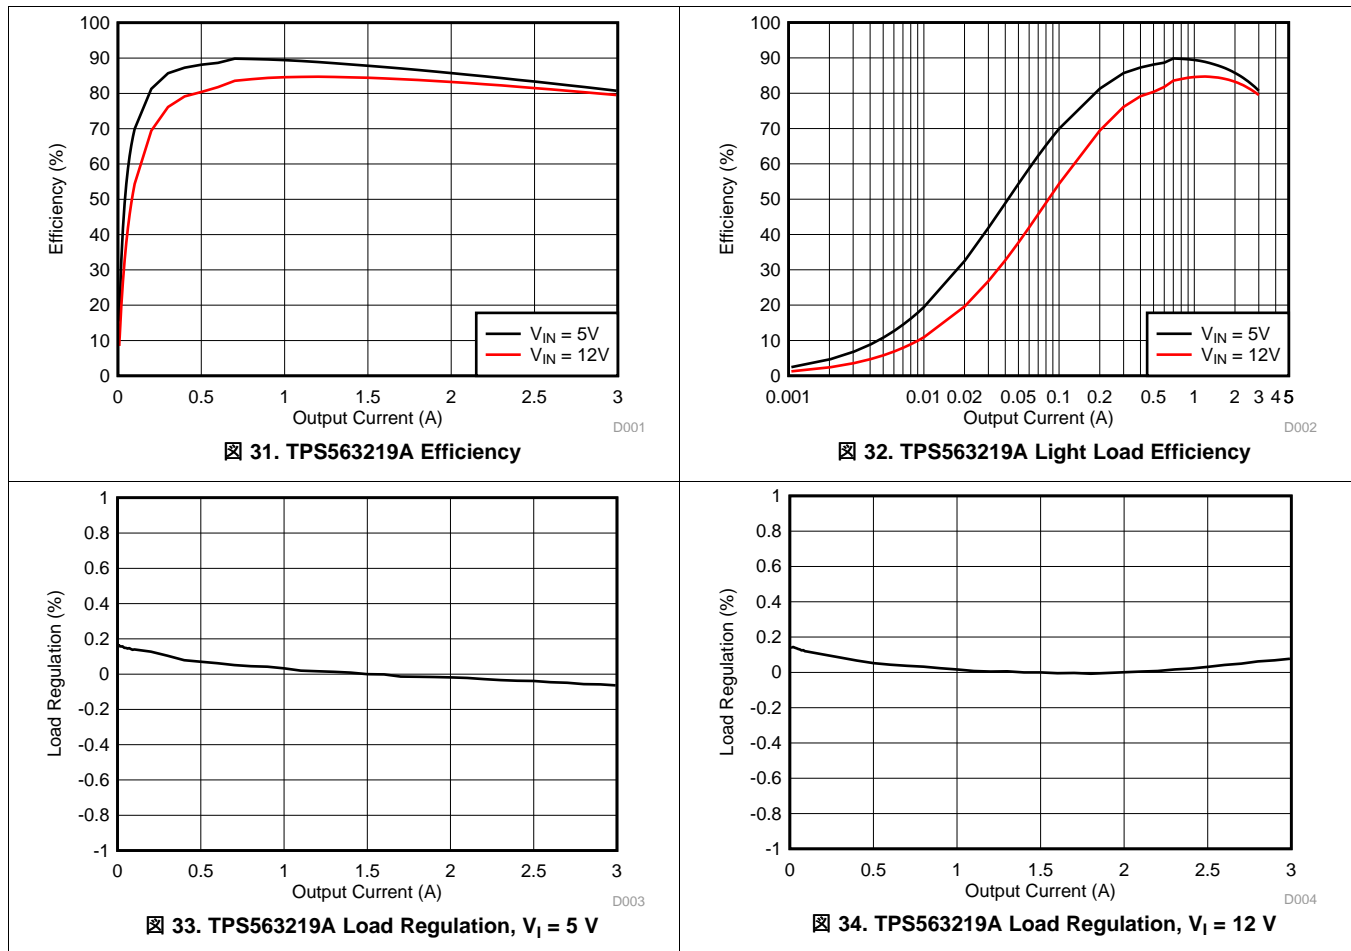 100
90
80
70
60
50
40
30
20
10
0
Efficiency (%)
V_IN = 5V
V_IN = 12V
0 0.5 1 1.5 2 2.5 3
Output Current (A)
D001
図 31. TPS563219A Efficiency
100
90
80
70
60
50
40
30
20
10
0
Efficiency (%)
V_IN = 5V
V_IN = 12V
0.001 0.01 0.02 0.05 0.1 0.2 0.5 1 2 3 4 5
Output Current (A)
D002
図 32. TPS563219A Light Load Efficiency
1
0.8
0.6
0.4
0.2
0
-0.2
-0.4
-0.6
-0.8
-1
Load Regulation (%)
0 0.5 1 1.5 2 2.5 3
Output Current (A)
D003
図 33. TPS563219A Load Regulation, V_I = 5 V
1
0.8
0.6
0.4
0.2
0
-0.2
-0.4
-0.6
-0.8
-1
Load Regulation (%)
0 0.5 1 1.5 2 2.5 3
Output Current (A)
D004
図 34. TPS563219A Load Regulation, V_I = 12 V